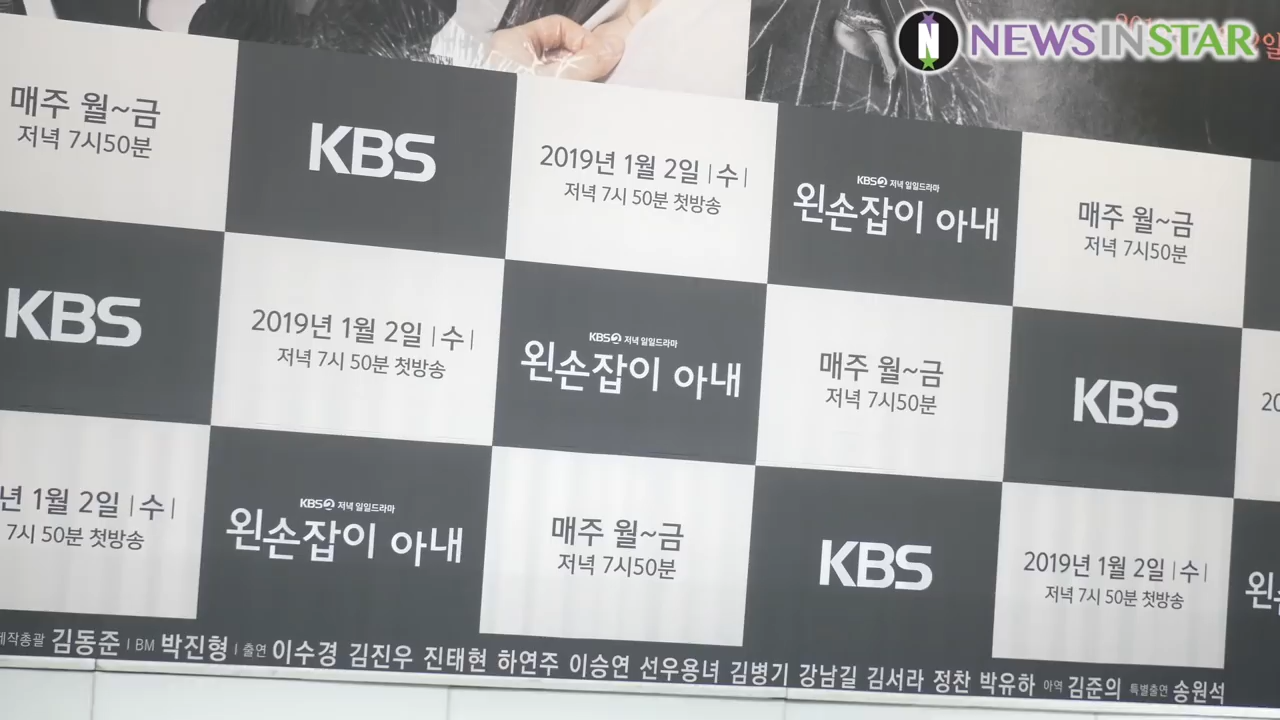 NEWSINSTAR
매주 월~금
저녁 7시50분
KBS
2019년 1월 2일 |수|
저녁 7시 50분 첫방송
KBS2 저녁 일일드라마
왼손잡이 아내
매주 월~금
저녁 7시50분
KBS
2019년 1월 2일 |수|
저녁 7시 50분 첫방송
KBS2 저녁 일일드라마
왼손잡이 아내
매주 월~금
저녁 7시50분
KBS
년 1월 2일 |수|
7시 50분 첫방송
KBS2 저녁 일일드라마
왼손잡이 아내
매주 월~금
저녁 7시50분
KBS
2019년 1월 2일 |수|
저녁 7시 50분 첫방송
제작총괄 김동준 | BM 박진형 | 출연 이수경 김진우 진태현 하연주 이승연 선우용녀 김병기 강남길 김서라 정찬 박유하 아역 김준의 특별출연 송원석